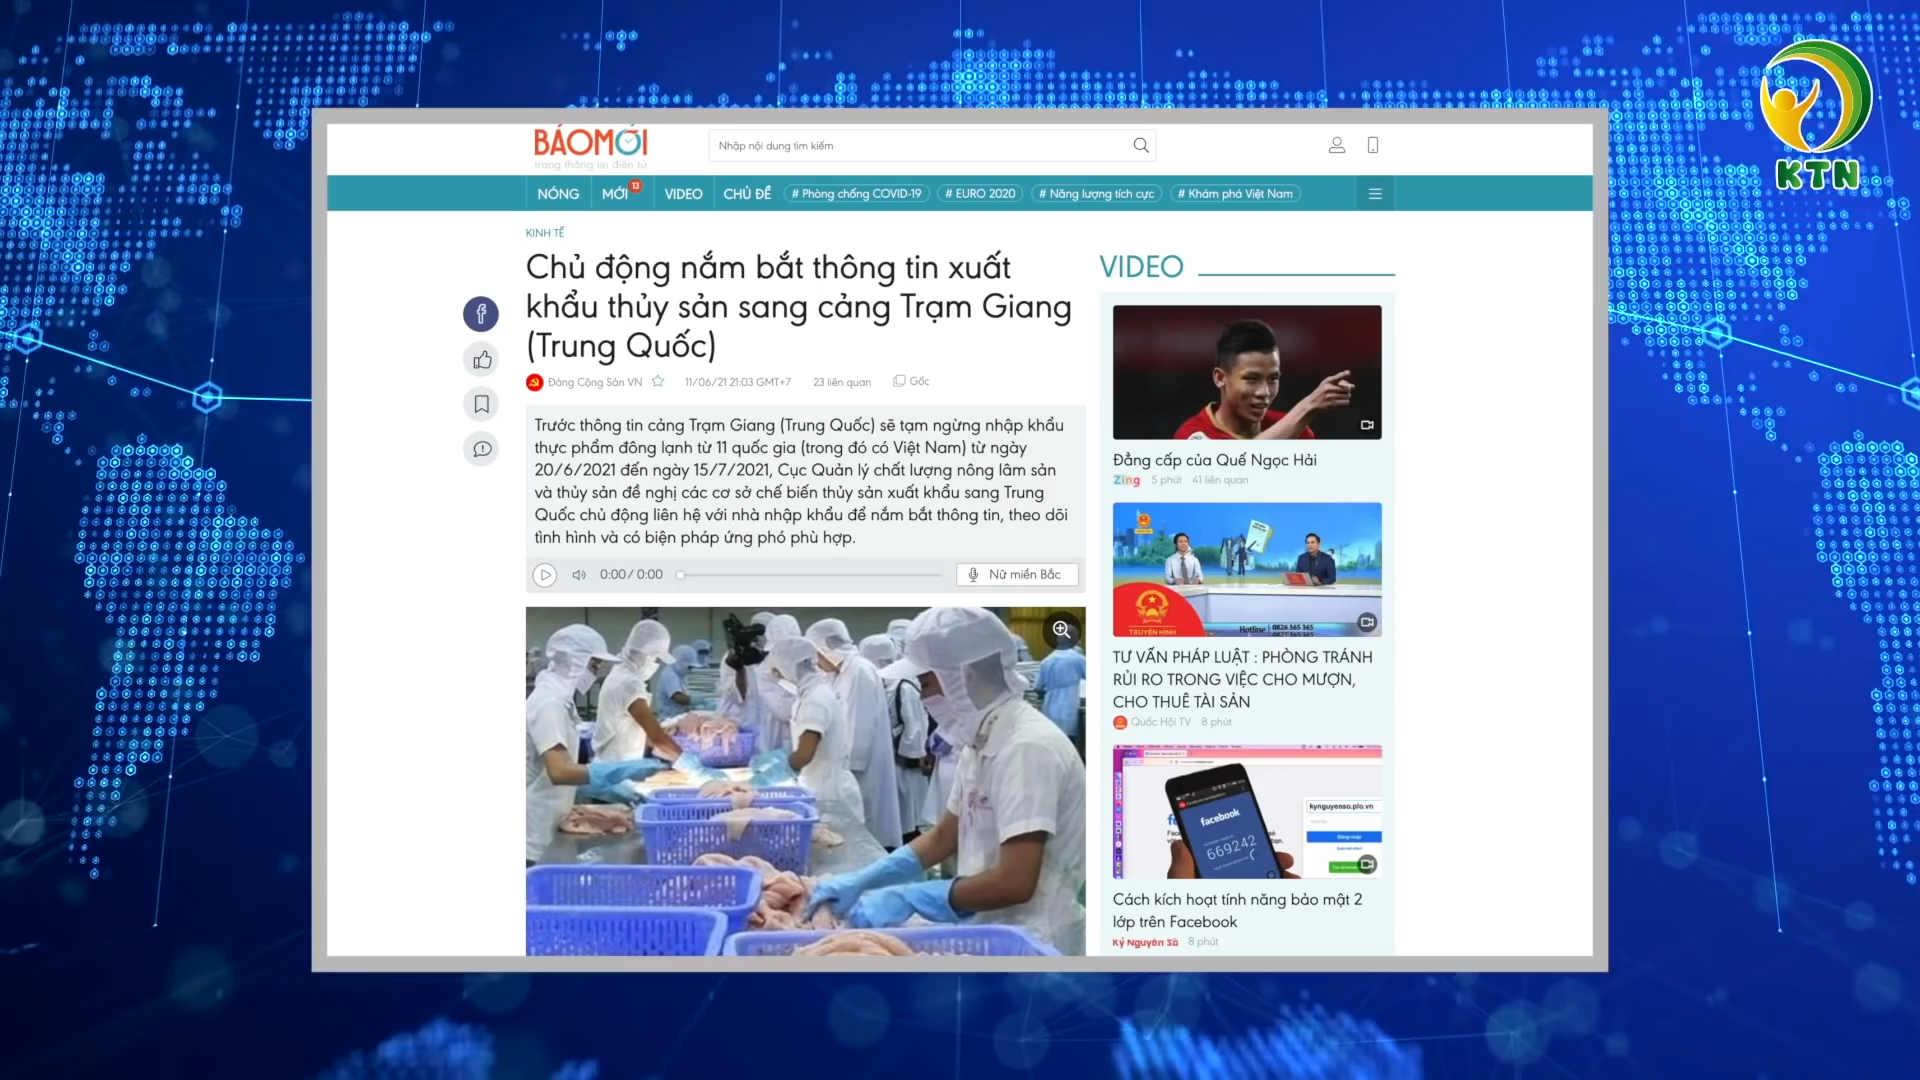 KTN
BÁOMỚI
trang thông tin điện tử
Nhập nội dung tìm kiếm
NÓNG
MỚI
13
VIDEO
CHỦ ĐỀ
# Phòng chống COVID-19
# EURO 2020
# Năng lượng tích cực
# Khám phá Việt Nam
KINH TẾ
Chủ động nắm bắt thông tin xuất
khẩu thủy sản sang cảng Trạm Giang
(Trung Quốc)
Đảng Cộng Sản VN
11/06/21 21:03 GMT+7
23 liên quan
Gốc
Trước thông tin cảng Trạm Giang (Trung Quốc) sẽ tạm ngừng nhập khẩu
thực phẩm đông lạnh từ 11 quốc gia (trong đó có Việt Nam) từ ngày
20/6/2021 đến ngày 15/7/2021, Cục Quản lý chất lượng nông lâm sản
và thủy sản đề nghị các cơ sở chế biến thủy sản xuất khẩu sang Trung
Quốc chủ động liên hệ với nhà nhập khẩu để nắm bắt thông tin, theo dõi
tình hình và có biện pháp ứng phó phù hợp.
0:00 / 0:00
Nữ miền Bắc
VIDEO
Đẳng cấp của Quế Ngọc Hải
Zing
5 phút
41 liên quan
TRUYỀN HÌNH
Hotline
0826 365 365
0827 365 365
TƯ VẤN PHÁP LUẬT : PHÒNG TRÁNH
RỦI RO TRONG VIỆC CHO MƯỢN,
CHO THUÊ TÀI SẢN
Quốc Hội TV
8 phút
facebook
669242
kynguyenso.plo.vn
Cách kích hoạt tính năng bảo mật 2
lớp trên Facebook
Kỷ Nguyên Số
8 phút